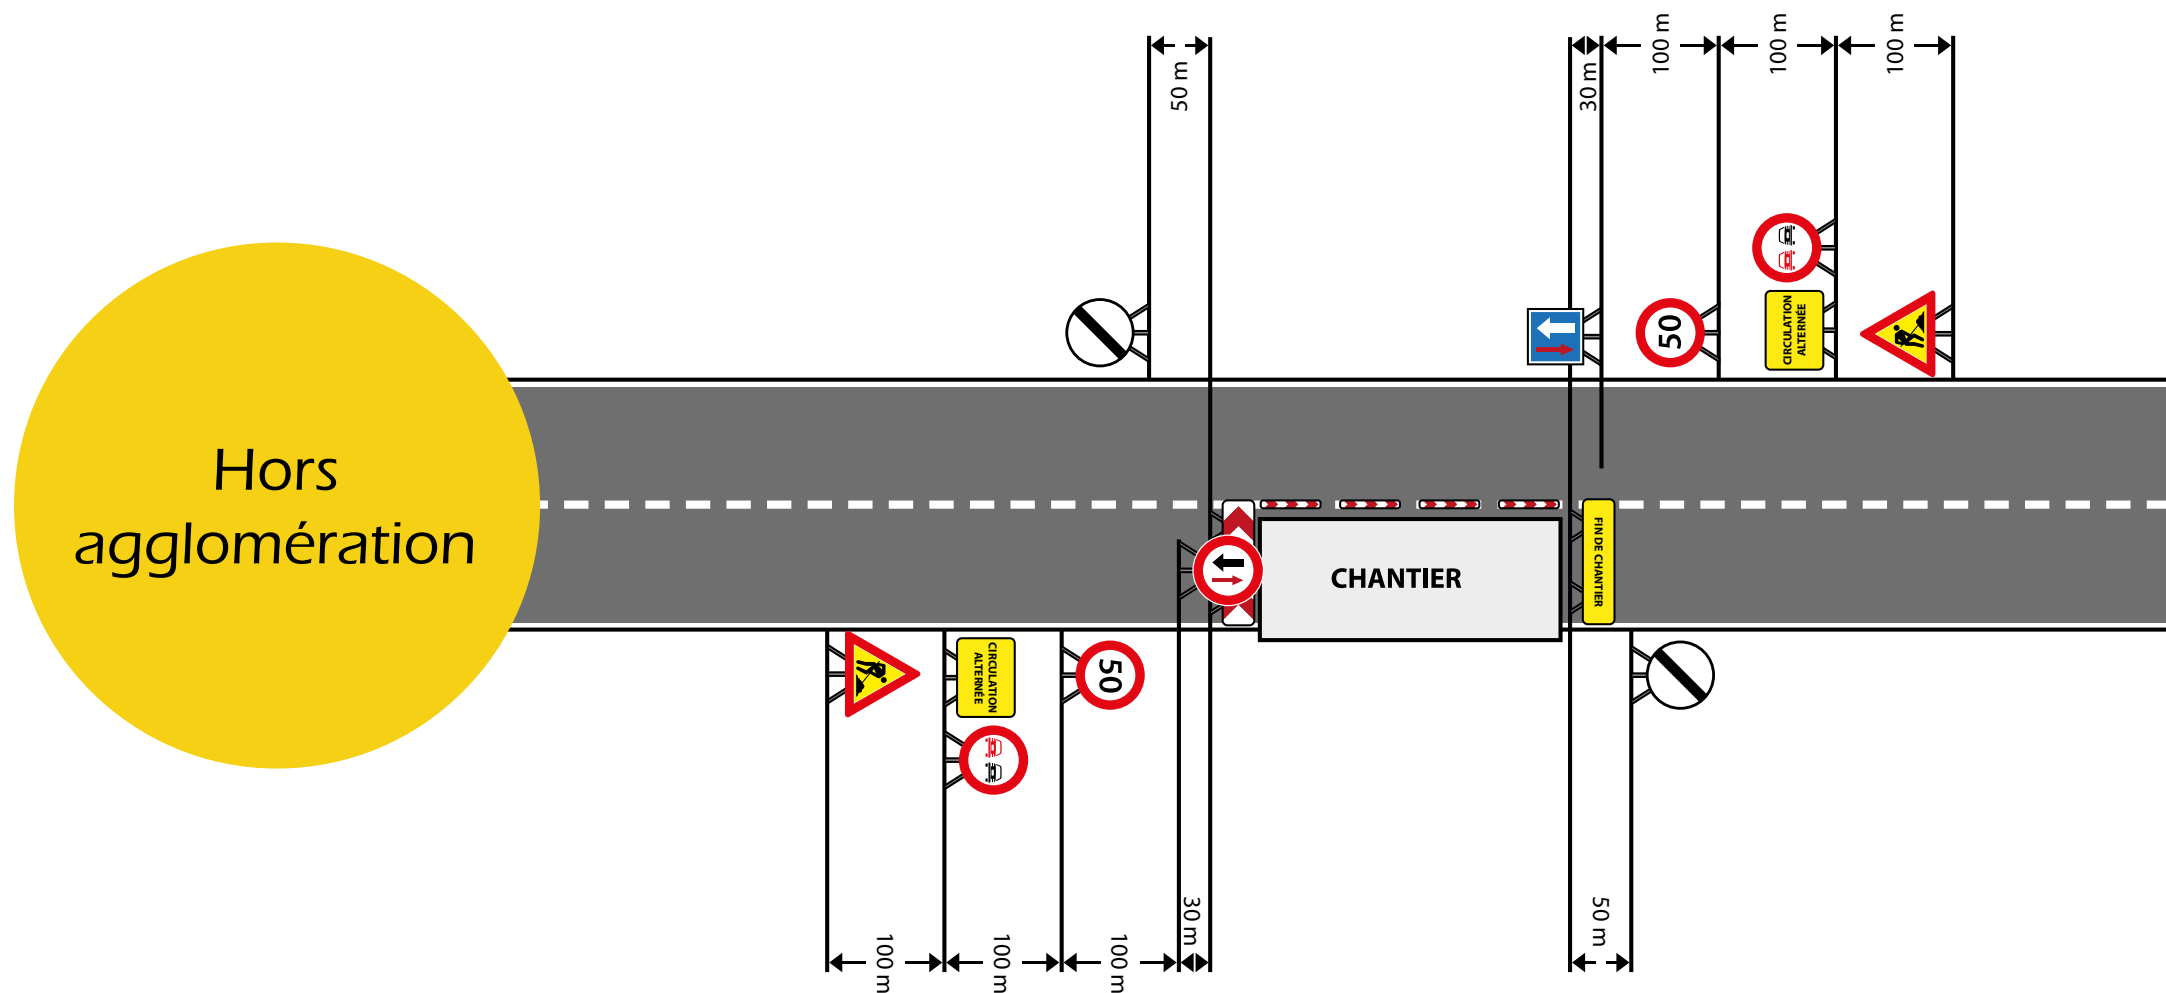 50 m
30 m
100 m
100 m
100 m
50
CIRCULATION
ALTERNÉE
Hors
agglomération
CHANTIER
FIN DE CHANTIER
CIRCULATION
ALTERNÉE
50
100 m
100 m
100 m
30 m
50 m